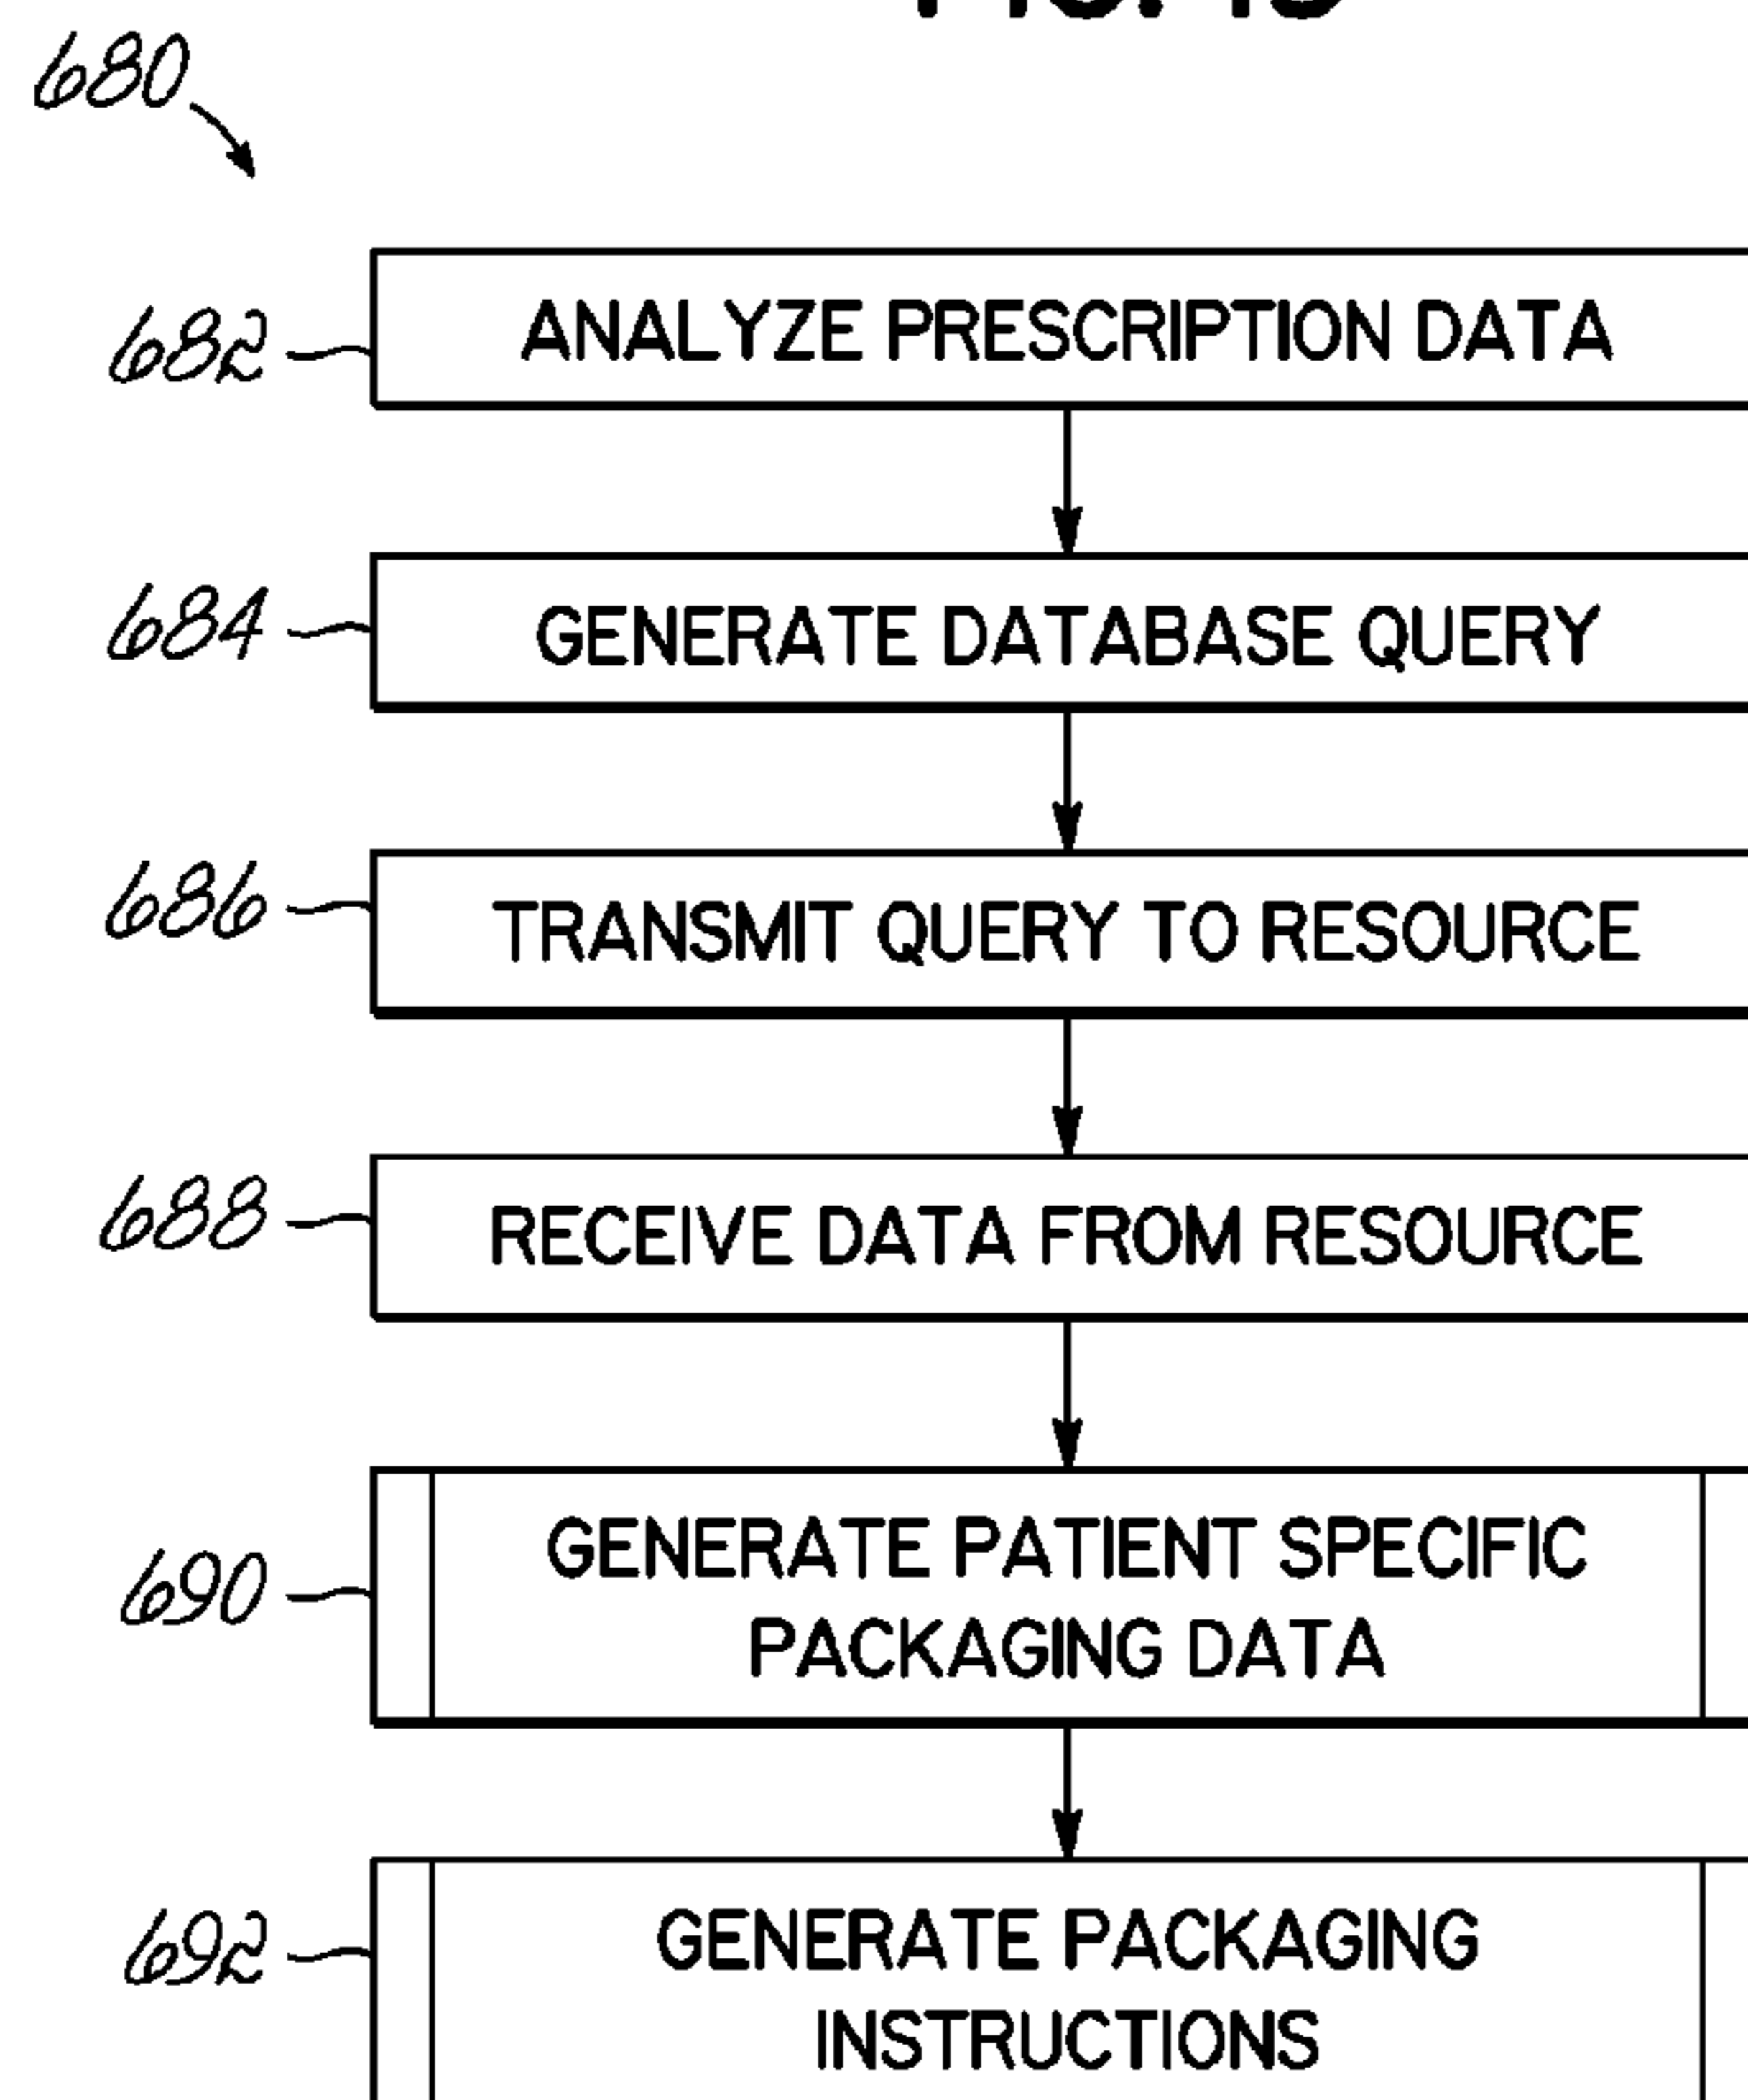 680
682 ANALYZE PRESCRIPTION DATA
684 GENERATE DATABASE QUERY
686 TRANSMIT QUERY TO RESOURCE
688 RECEIVE DATA FROM RESOURCE
690 GENERATE PATIENT SPECIFIC
PACKAGING DATA
692 GENERATE PACKAGING
INSTRUCTIONS